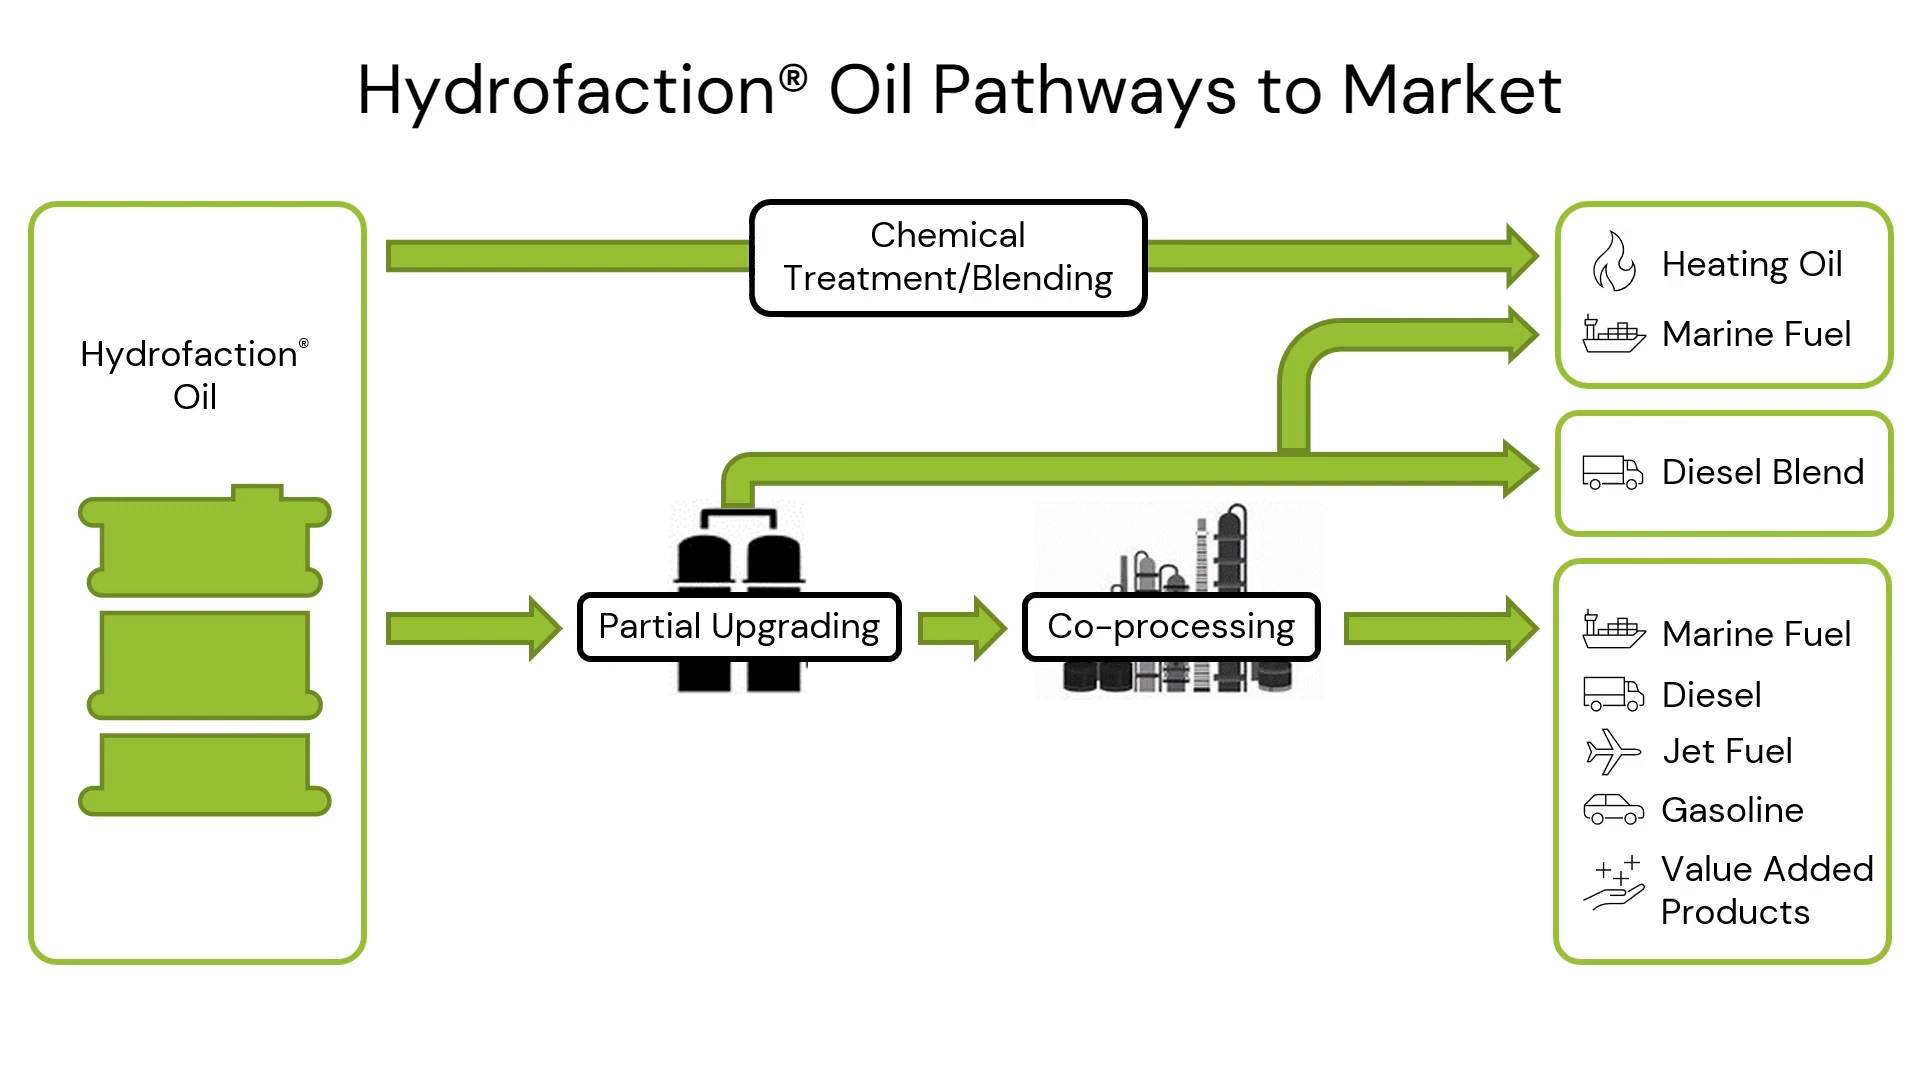 Hydrofaction® Oil Pathways to Market
Hydrofaction®
Oil
Chemical
Treatment/Blending
Partial Upgrading
Co-processing
Heating Oil
Marine Fuel
Diesel Blend
Marine Fuel
Diesel
Jet Fuel
Gasoline
Value Added
Products